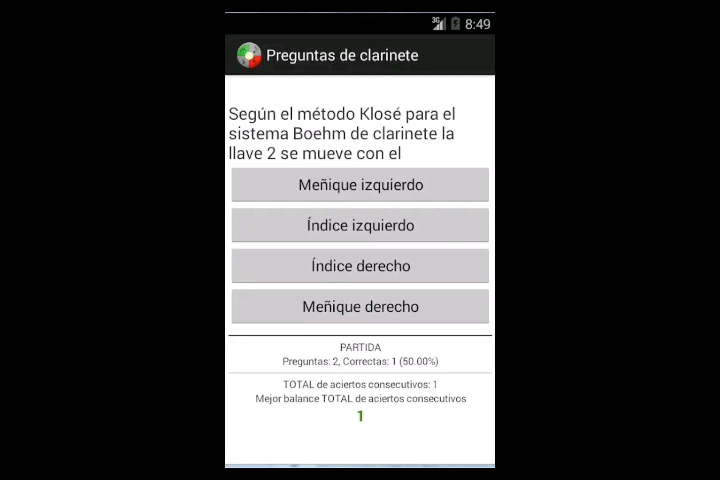 3G
8:49
Preguntas de clarinete
Según el método Klosé para el
sistema Boehm de clarinete la
llave 2 se mueve con el
Meñique izquierdo
Índice izquierdo
Índice derecho
Meñique derecho
PARTIDA
Preguntas: 2, Correctas: 1 (50.00%)
TOTAL de aciertos consecutivos: 1
Mejor balance TOTAL de aciertos consecutivos
1